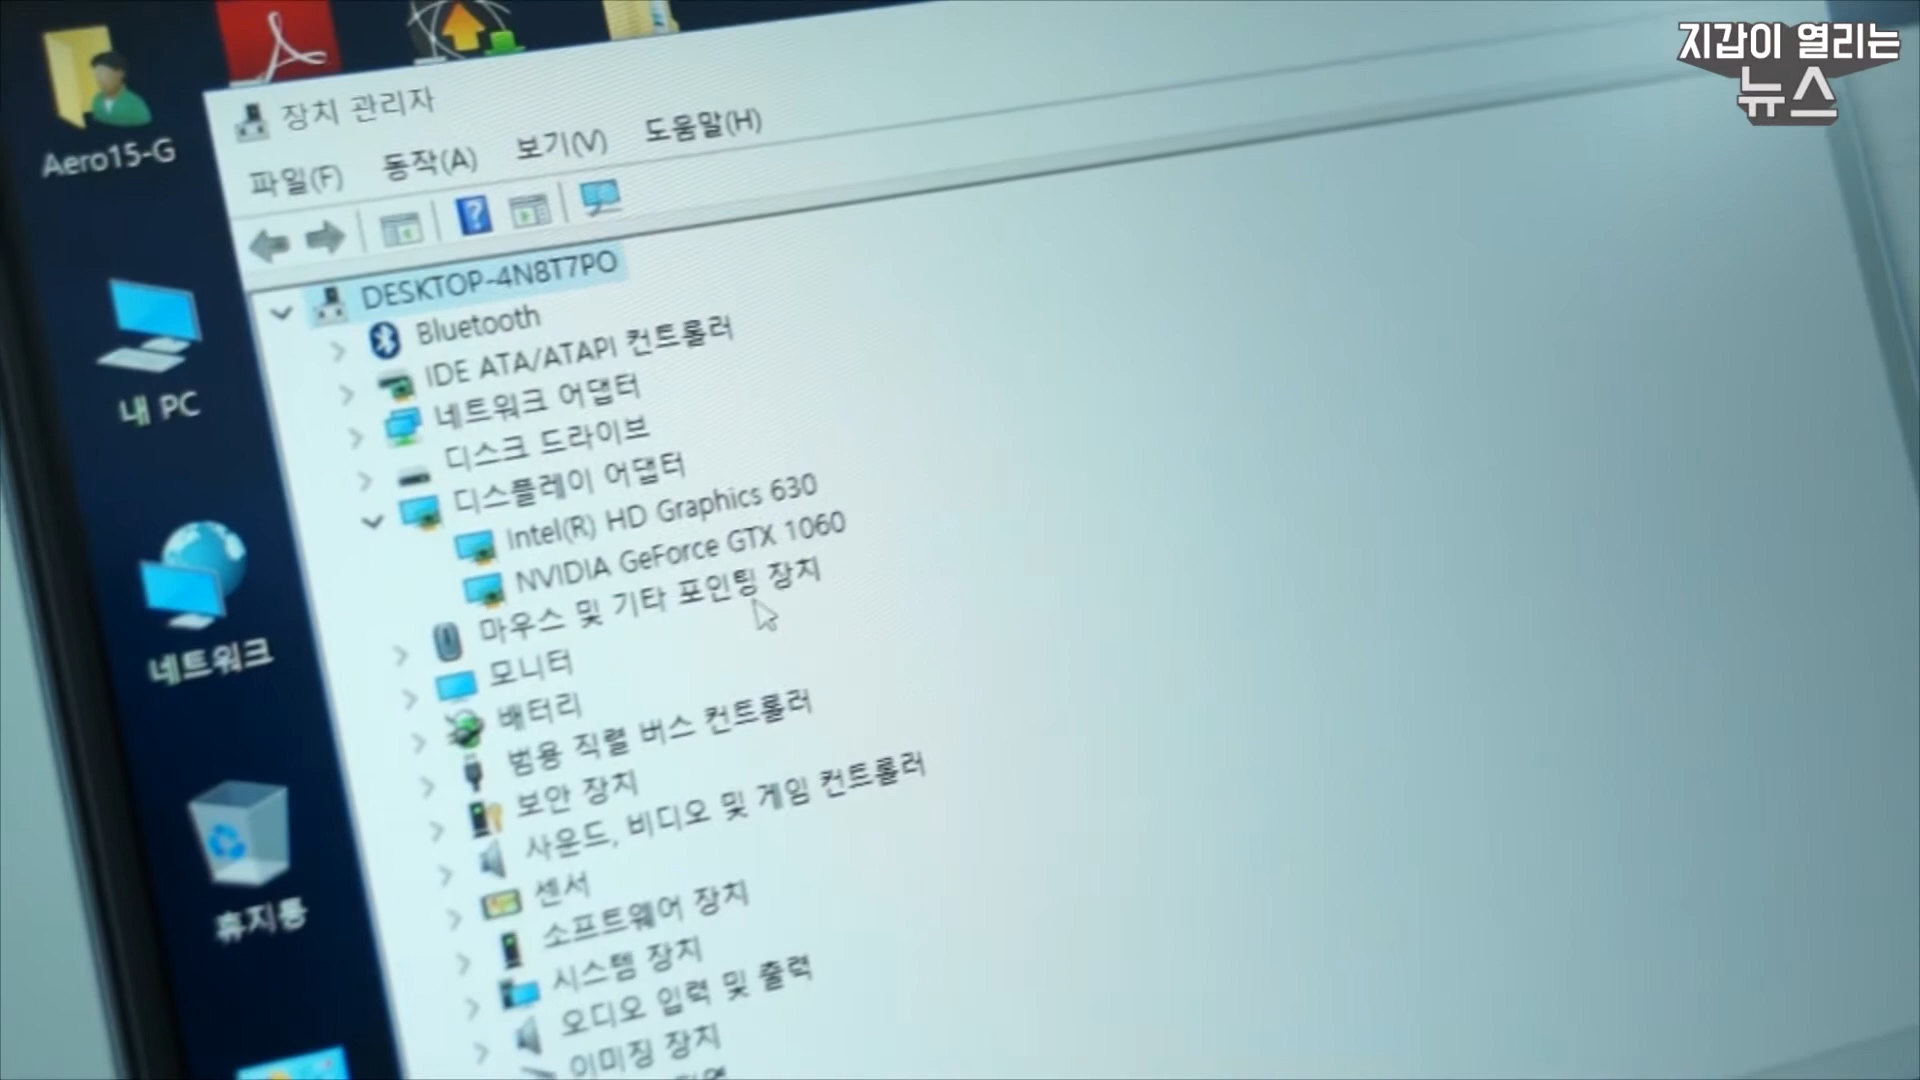 지갑이 열리는
뉴스
Aero15-G
내 PC
네트워크
휴지통
장치 관리자
파일(F) 동작(A) 보기(V) 도움말(H)
DESKTOP-4N8T7PO
Bluetooth
IDE ATA/ATAPI 컨트롤러
네트워크 어댑터
디스크 드라이브
디스플레이 어댑터
Intel(R) HD Graphics 630
NVIDIA GeForce GTX 1060
마우스 및 기타 포인팅 장치
모니터
배터리
범용 직렬 버스 컨트롤러
보안 장치
사운드, 비디오 및 게임 컨트롤러
센서
소프트웨어 장치
시스템 장치
오디오 입력 및 출력
이미징 장치